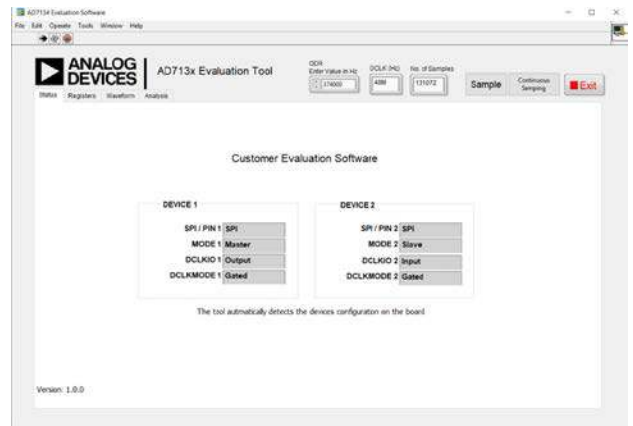 AD7134 Evaluation Software
File Edit Operate Tools Window Help
ANALOG DEVICES
AD713x Evaluation Tool
ODR
Enter Value in Hz
374000
DCLK (Hz)
48M
No. of Samples
131072
Sample
Continuous Sampling
Exit
Status Registers Waveform Analysis
Customer Evaluation Software
DEVICE 1
SPI / PIN 1 SPI
MODE 1 Master
DCLKIO 1 Output
DCLKMODE 1 Gated
DEVICE 2
SPI / PIN 2 SPI
MODE 2 Slave
DCLKIO 2 Input
DCLKMODE 2 Gated
The tool autmatically detects the devices configuraton on the board
Version: 1.0.0